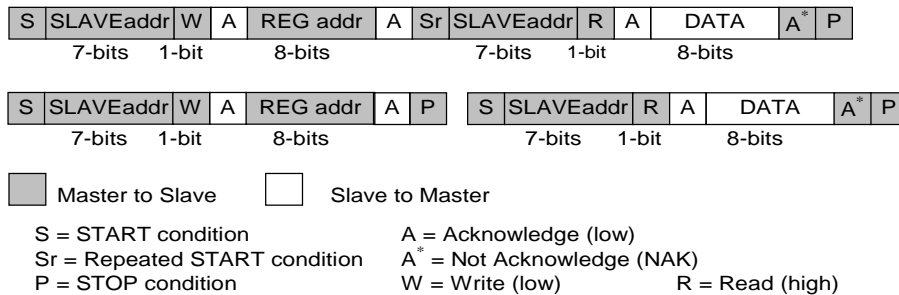 S SLAVEaddr W A REG addr A Sr SLAVEaddr R A DATA A* P
7-bits 1-bit 8-bits 7-bits 1-bit 8-bits
S SLAVEaddr W A REG addr A P S SLAVEaddr R A DATA A* P
7-bits 1-bit 8-bits 7-bits 1-bit 8-bits
Master to Slave Slave to Master
S = START condition A = Acknowledge (low)
Sr = Repeated START condition A* = Not Acknowledge (NAK)
P = STOP condition W = Write (low) R = Read (high)